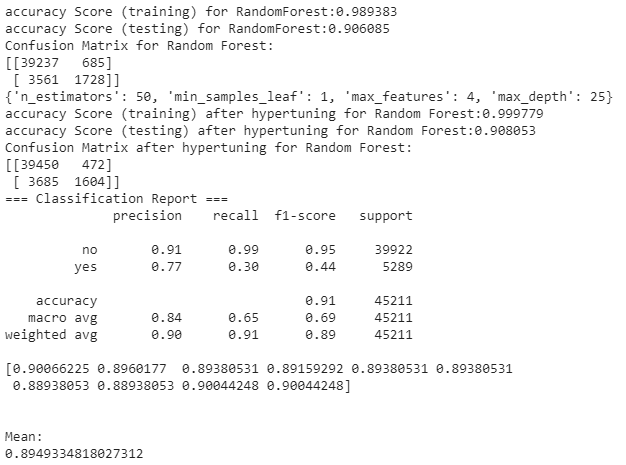 accuracy Score (training) for RandomForest:0.989383
accuracy Score (testing) for RandomForest:0.906085
Confusion Matrix for Random Forest:
[[39237   685]
 [ 3561  1728]]
{'n_estimators': 50, 'min_samples_leaf': 1, 'max_features': 4, 'max_depth': 25}
accuracy Score (training) after hypertuning for Random Forest:0.999779
accuracy Score (testing) after hypertuning for Random Forest:0.908053
Confusion Matrix after hypertuning for Random Forest:
[[39450   472]
 [ 3685  1604]]
=== Classification Report ===
              precision    recall  f1-score   support
          no       0.91      0.99      0.95     39922
         yes       0.77      0.30      0.44      5289
    accuracy                           0.91     45211
   macro avg       0.84      0.65      0.69     45211
weighted avg       0.90      0.91      0.89     45211
[0.90066225 0.8960177  0.89380531 0.89159292 0.89380531 0.89380531
 0.88938053 0.88938053 0.90044248 0.90044248]
Mean:
0.8949334818027312